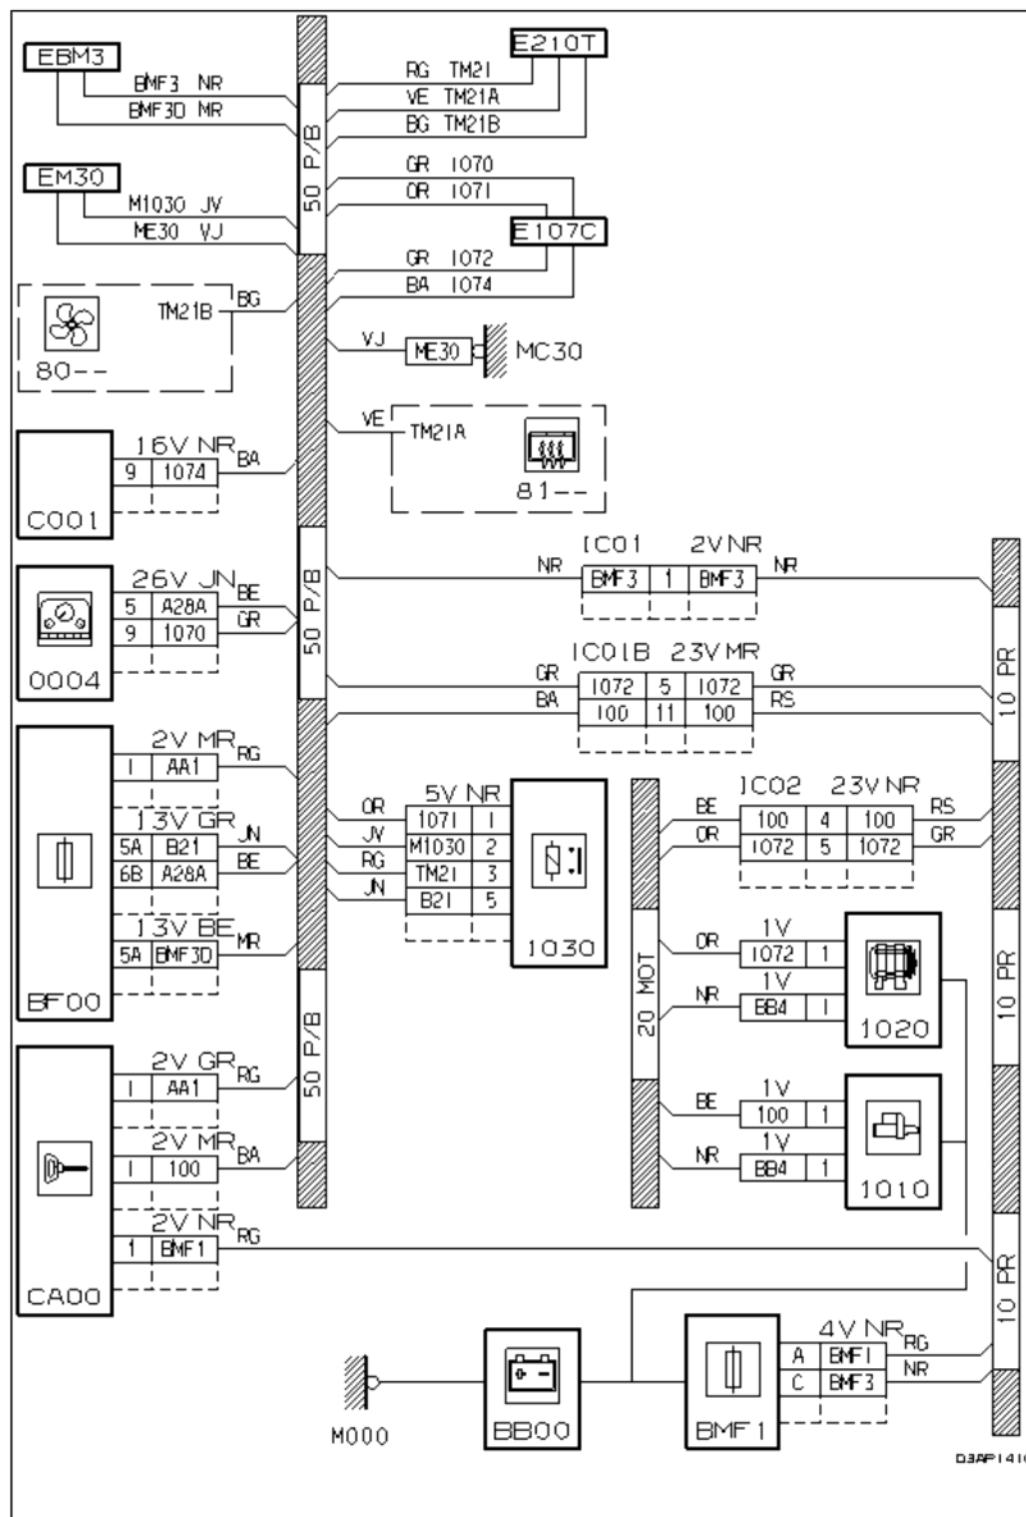 EBM3
BMF3 NR
BMF3D MR
E210T
RG TM21
VE TM21A
BG TM21B
50 P/B
EM30
M1030 JV
ME30 VJ
GR 1070
OR 1071
E107C
GR 1072
BA 1074
TM21B BG
80--
VJ ME30 MC30
VE TM21A
81--
16V NR
9 1074 BA
C001
50 P/B
IC01 2V NR
NR BMF3 1 BMF3 NR
26V JN
5 A28A BE
9 1070 GR
0004
IC01B 23V MR
GR 1072 5 1072 GR
BA 100 11 100 RS
10 PR
2V MR
1 AA1 RG
13V GR
5A B21 JN
6B A28A BE
13V BE
5A BMF3D MR
BF00
5V NR
OR 1071 1
JV M1030 2
RG TM21 3
JN B21 5
1030
IC02 23V NR
BE 100 4 100 RS
OR 1072 5 1072 GR
20 MOT
1V
OR 1072 1
1V
NR BB4 1
1020
10 PR
50 P/B
2V GR
1 AA1 RG
2V MR
1 100 BA
2V NR
1 BMF1 RG
CA00
1V
BE 100 1
1V
NR BB4 1
1010
10 PR
M000
BB00
4V NR
A BMF1 RG
C BMF3 NR
BMF1